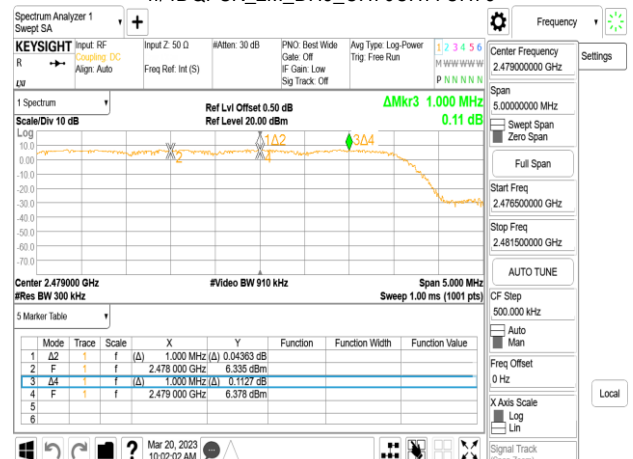 Spectrum Analyzer 1
Swept SA
+
Frequency
KEYSIGHT Input: RF Input Z: 50 Ω #Atten: 30 dB PNO: Best Wide Avg Type: Log-Power 1 2 3 4 5 6
R Coupling: DC Gate: Off Trig: Free Run M W W W W W
Align: Auto Freq Ref: Int (S) IF Gain: Low
Sig Track: Off P N N N N N
LXI
Center Frequency
2.479000000 GHz
Settings
Span
5.00000000 MHz
Swept Span
Zero Span
Full Span
Start Freq
2.476500000 GHz
Stop Freq
2.481500000 GHz
AUTO TUNE
CF Step
500.000 kHz
Auto
Man
Freq Offset
0 Hz
X Axis Scale
Log
Lin
Signal Track
Local
1 Spectrum
Ref Lvl Offset 0.50 dB ΔMkr3 1.000 MHz
Scale/Div 10 dB Ref Level 20.00 dBm 0.11 dB
Log
10.0
0.00
-10.0
-20.0
-30.0
-40.0
-50.0
-60.0
-70.0
2
1Δ2
4
3Δ4
Center 2.479000 GHz #Video BW 910 kHz Span 5.000 MHz
#Res BW 300 kHz Sweep 1.00 ms (1001 pts)
5 Marker Table
Mode Trace Scale X Y Function Function Width Function Value
1 Δ2 1 f (Δ) 1.000 MHz (Δ) 0.04363 dB
2 F 1 f 2.478 000 GHz 6.335 dBm
3 Δ4 1 f (Δ) 1.000 MHz (Δ) 0.1127 dB
4 F 1 f 2.479 000 GHz 6.378 dBm
5
6
? Mar 20, 2023
10:02:02 AM